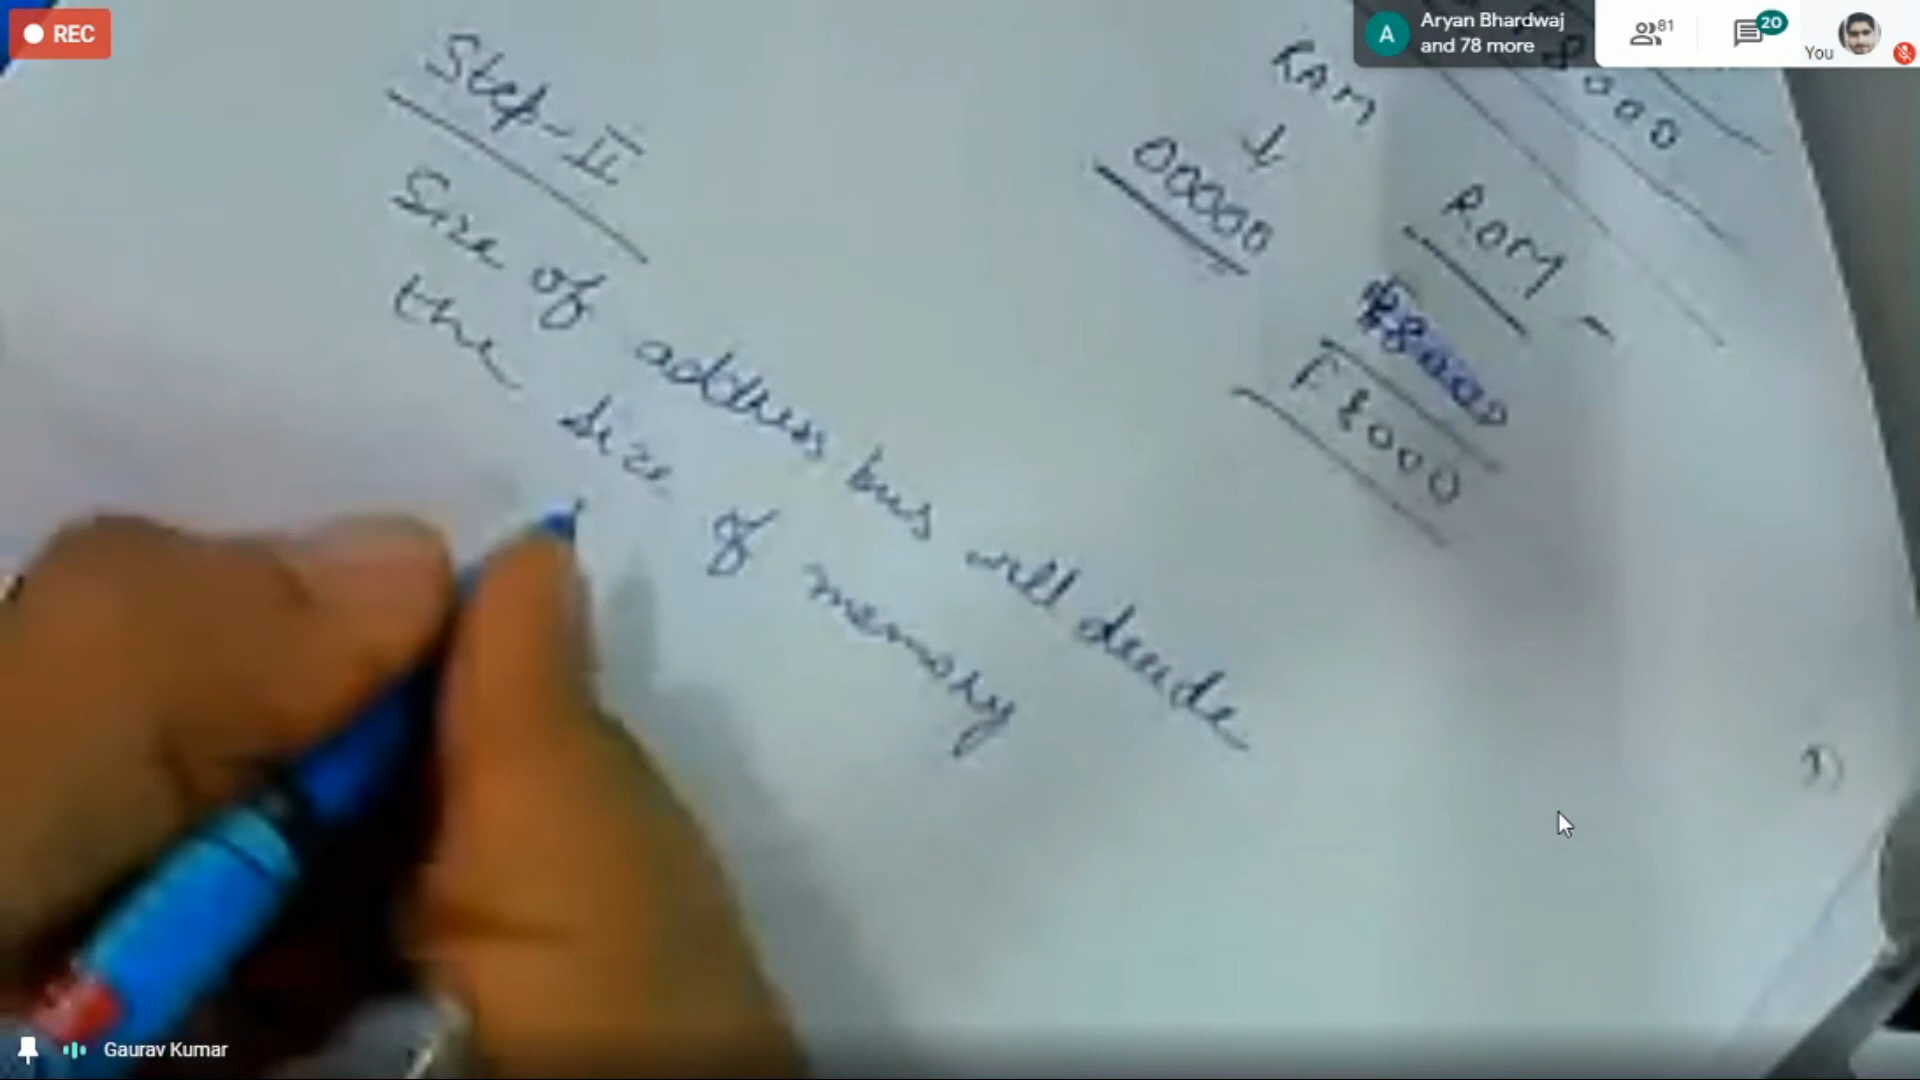 REC
Aryan Bhardwaj
and 78 more
81
20
You
Step-II
Size of address bus will decide
the size of memory
RAM
00000
ROM -
F8000
8000
Gaurav Kumar